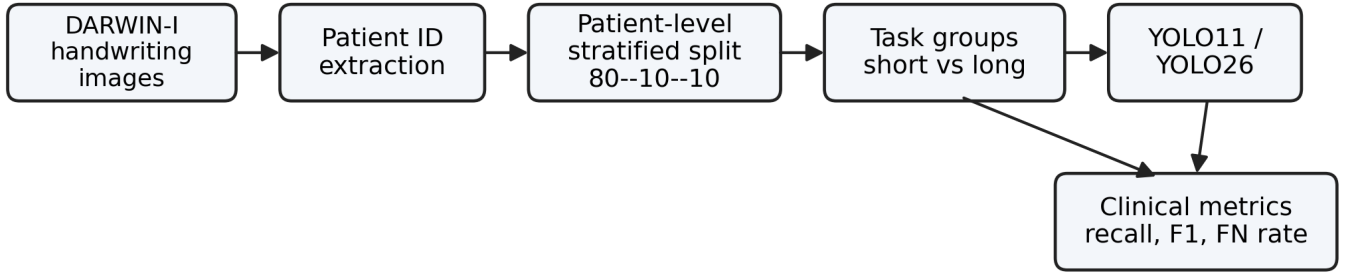 DARWIN-I
handwriting
images
Patient ID
extraction
Patient-level
stratified split
80--10--10
Task groups
short vs long
YOLO11 /
YOLO26
Clinical metrics
recall, F1, FN rate